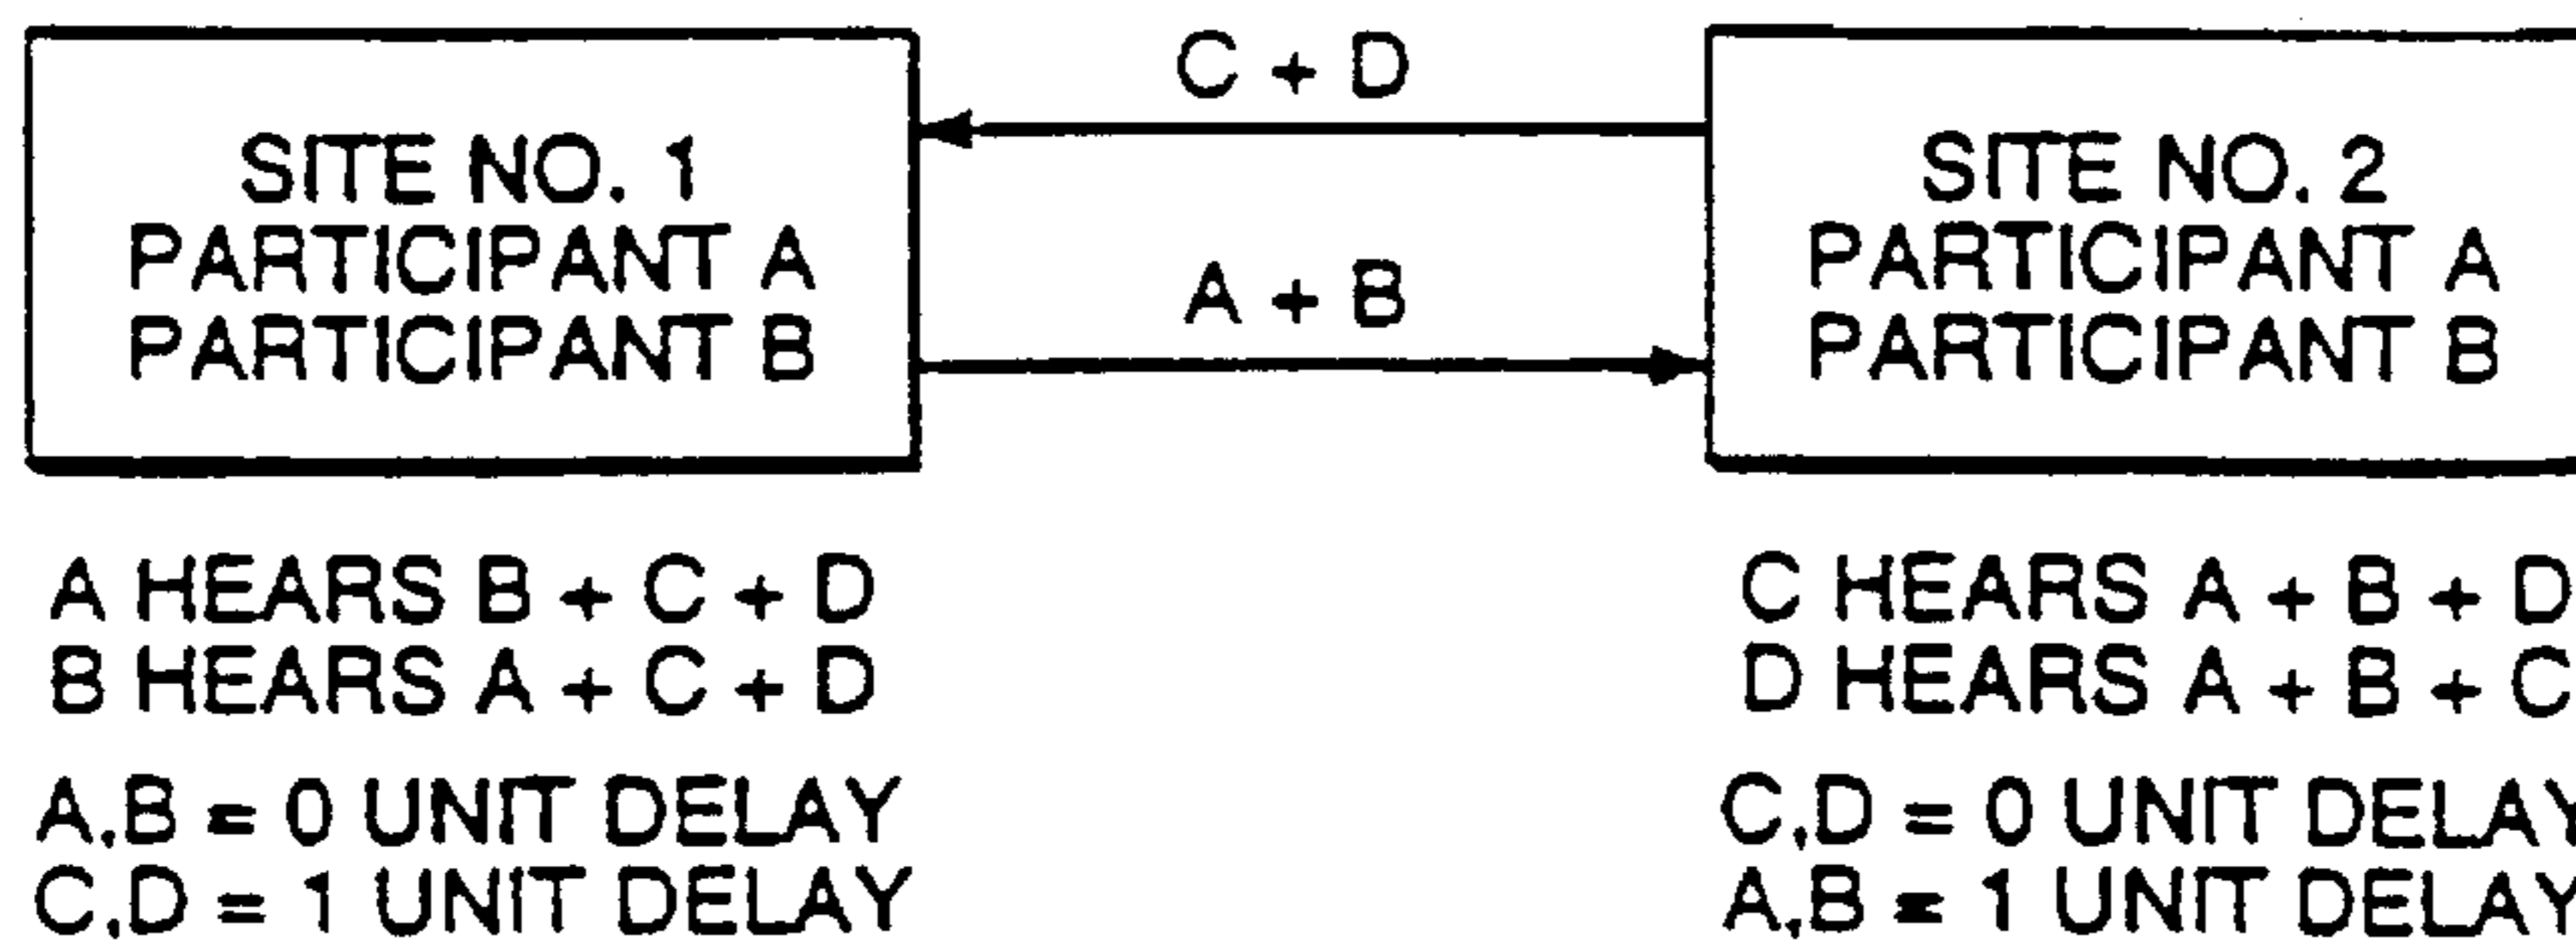 C + D
SITE NO. 1
PARTICIPANT A
PARTICIPANT B
A + B
SITE NO. 2
PARTICIPANT A
PARTICIPANT B
A HEARS B + C + D
B HEARS A + C + D
A,B = 0 UNIT DELAY
C,D = 1 UNIT DELAY
C HEARS A + B + D
D HEARS A + B + C
C,D = 0 UNIT DELAY
A,B = 1 UNIT DELAY